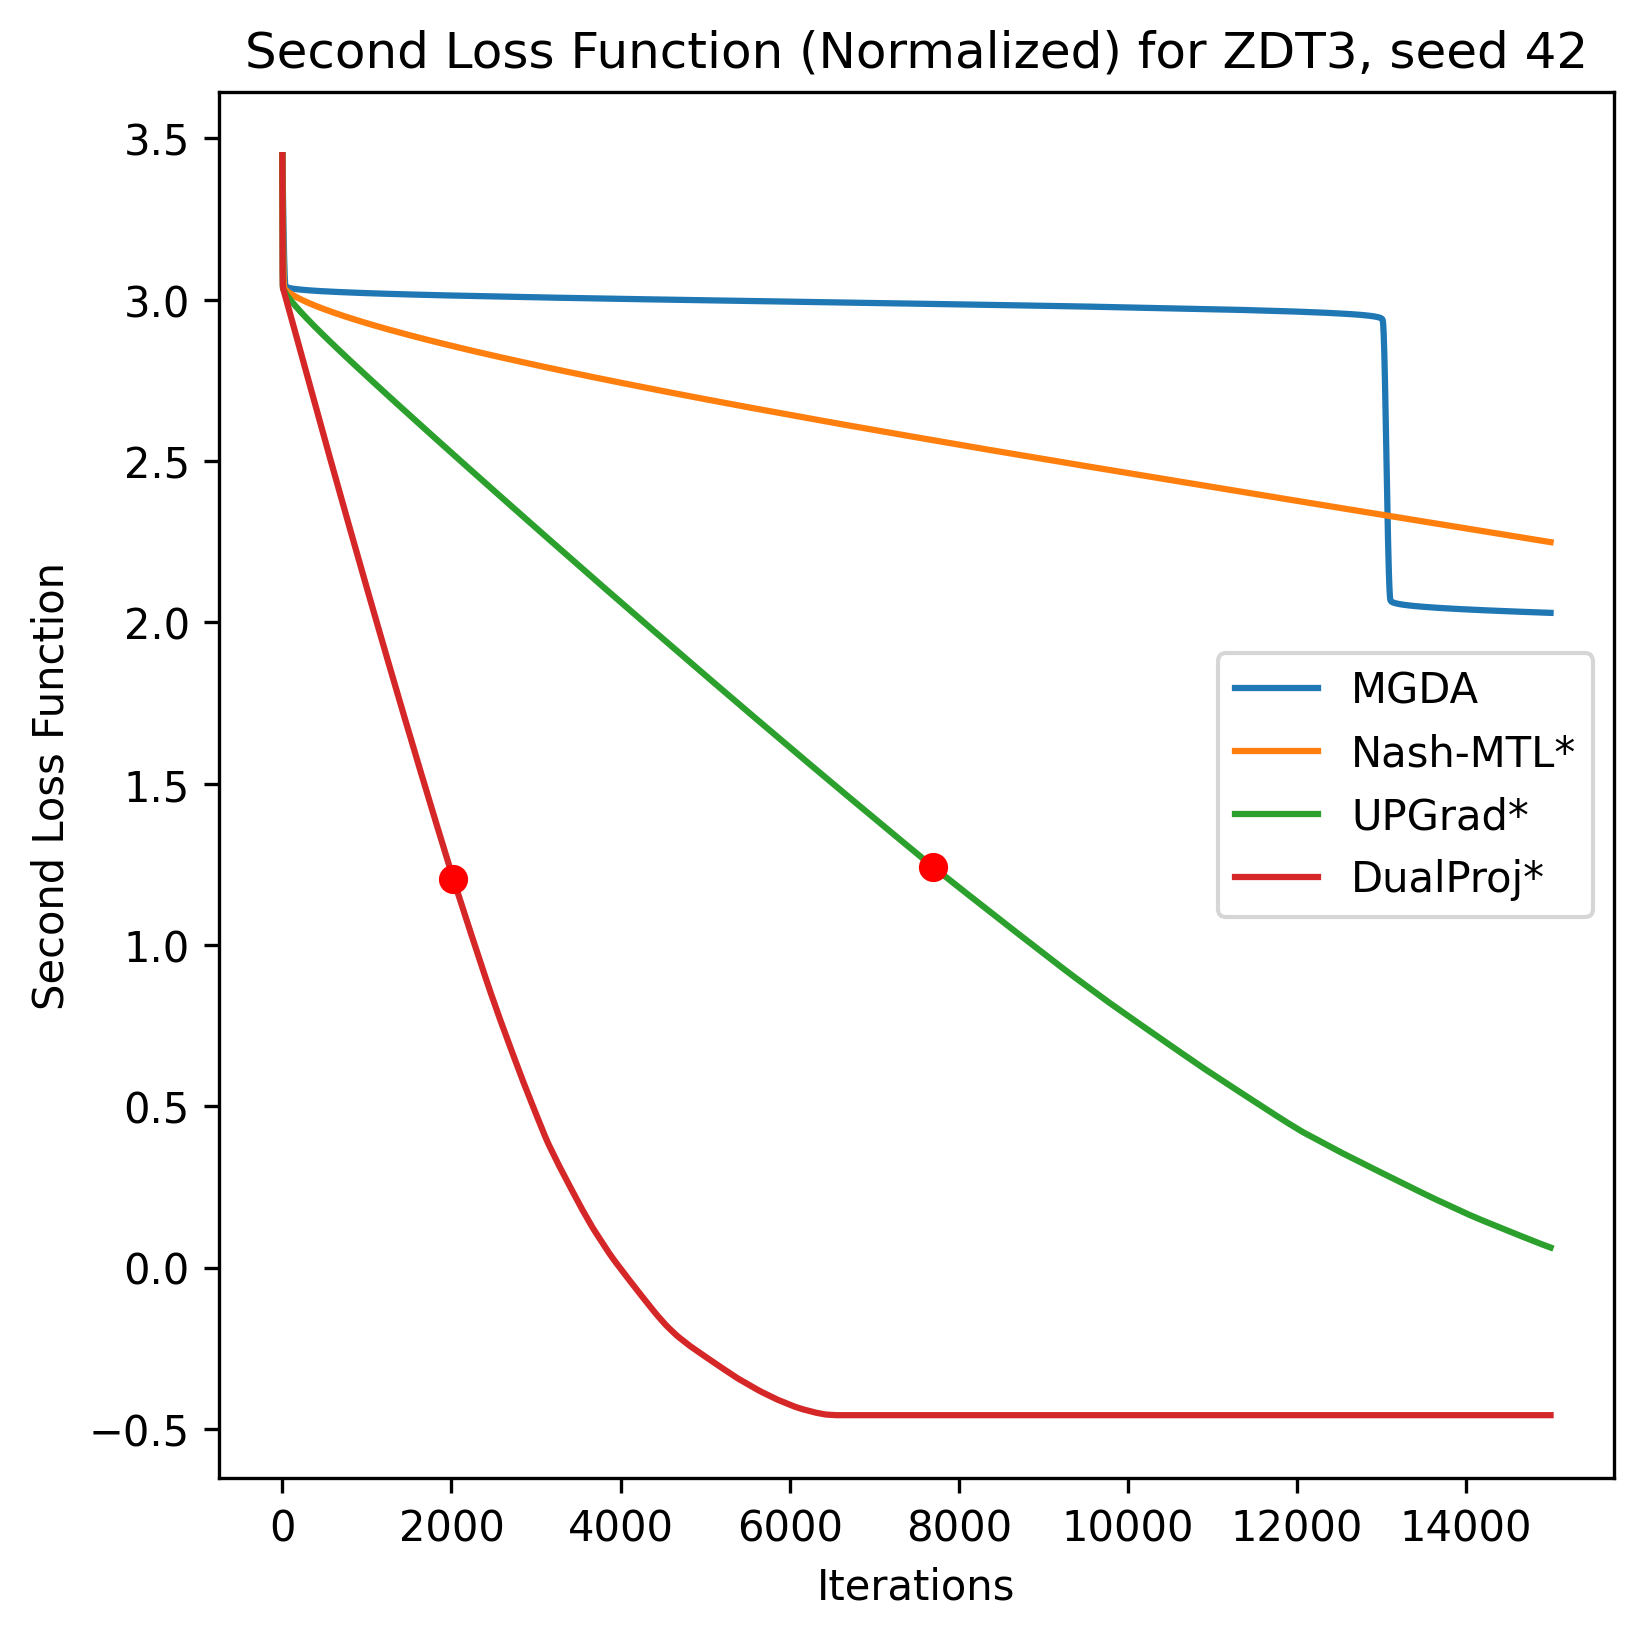 Second Loss Function (Normalized) for ZDT3, seed 42
Second Loss Function
3.5
3.0
2.5
2.0
1.5
1.0
0.5
0.0
−0.5
MGDA
Nash-MTL*
UPGrad*
DualProj*
0 2000 4000 6000 8000 10000 12000 14000
Iterations